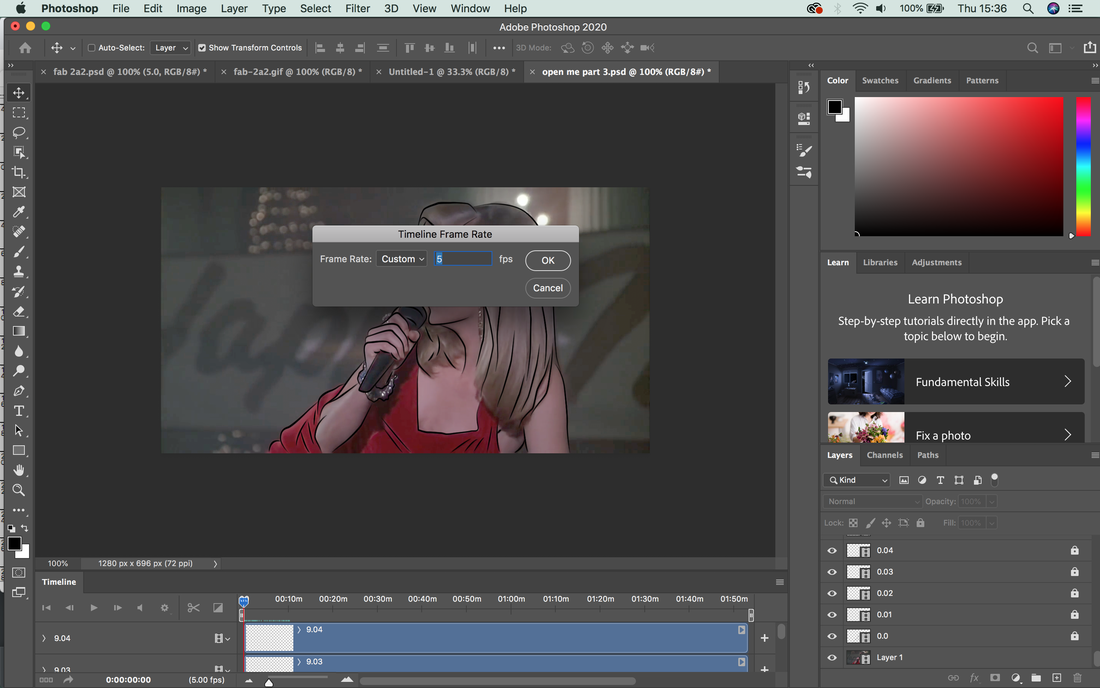 Photoshop File Edit Image Layer Type Select Filter 3D View Window Help 100% Thu 15:36
Adobe Photoshop 2020
Auto-Select: Layer Show Transform Controls 3D Mode:
fab 2a2.psd @ 100% (5.0, RGB/8#) * fab-2a2.gif @ 100% (RGB/8) * Untitled-1 @ 33.3% (RGB/8) * open me part 3.psd @ 100% (RGB/8#) *
Color Swatches Gradients Patterns
Timeline Frame Rate
Frame Rate: Custom 5 fps OK
Cancel
Happy
Learn Libraries Adjustments
Learn Photoshop
Step-by-step tutorials directly in the app. Pick a
topic below to begin.
Fundamental Skills
Fix a photo
Layers Channels Paths
Kind
Normal Opacity: 100%
Lock: Fill: 100%
0.04
0.03
0.02
0.01
0.0
Layer 1
100% 1280 px x 696 px (72 ppi)
Timeline
00:10m 00:20m 00:30m 00:40m 00:50m 01:00m 01:10m 01:20m 01:30m 01:40m 01:50m
9.04 9.04
9.03 9.03
0:00:00:00 (5.00 fps)